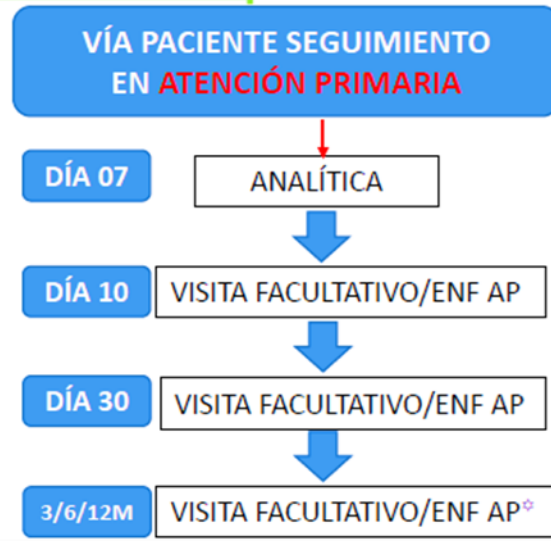 VÍA PACIENTE SEGUIMIENTO
EN ATENCIÓN PRIMARIA
DÍA 07 ANALÍTICA
DÍA 10 VISITA FACULTATIVO/ENF AP
DÍA 30 VISITA FACULTATIVO/ENF AP
3/6/12M VISITA FACULTATIVO/ENF AP✡